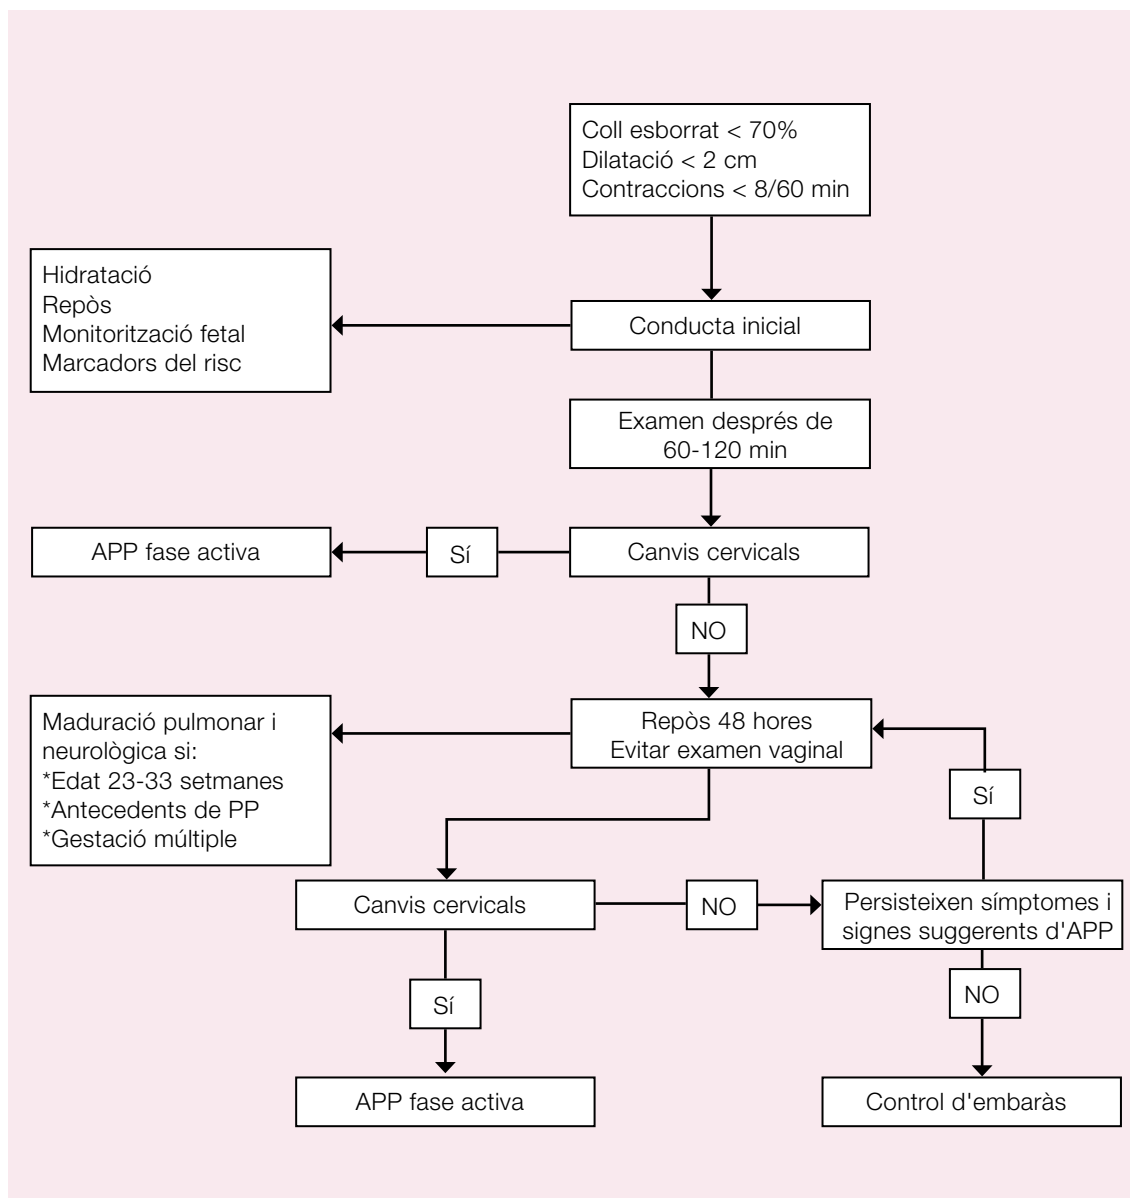 Coll esborrat < 70%
Dilatació < 2 cm
Contraccions < 8/60 min
Hidratació
Repòs
Monitorització fetal
Marcadors del risc
Conducta inicial
Examen després de
60-120 min
APP fase activa
Sí
Canvis cervicals
NO
Maduració pulmonar i
neurològica si:
*Edat 23-33 setmanes
*Antecedents de PP
*Gestació múltiple
Repòs 48 hores
Evitar examen vaginal
Sí
Canvis cervicals
NO
Persisteixen símptomes i
signes suggerents d'APP
Sí
NO
APP fase activa
Control d'embaràs